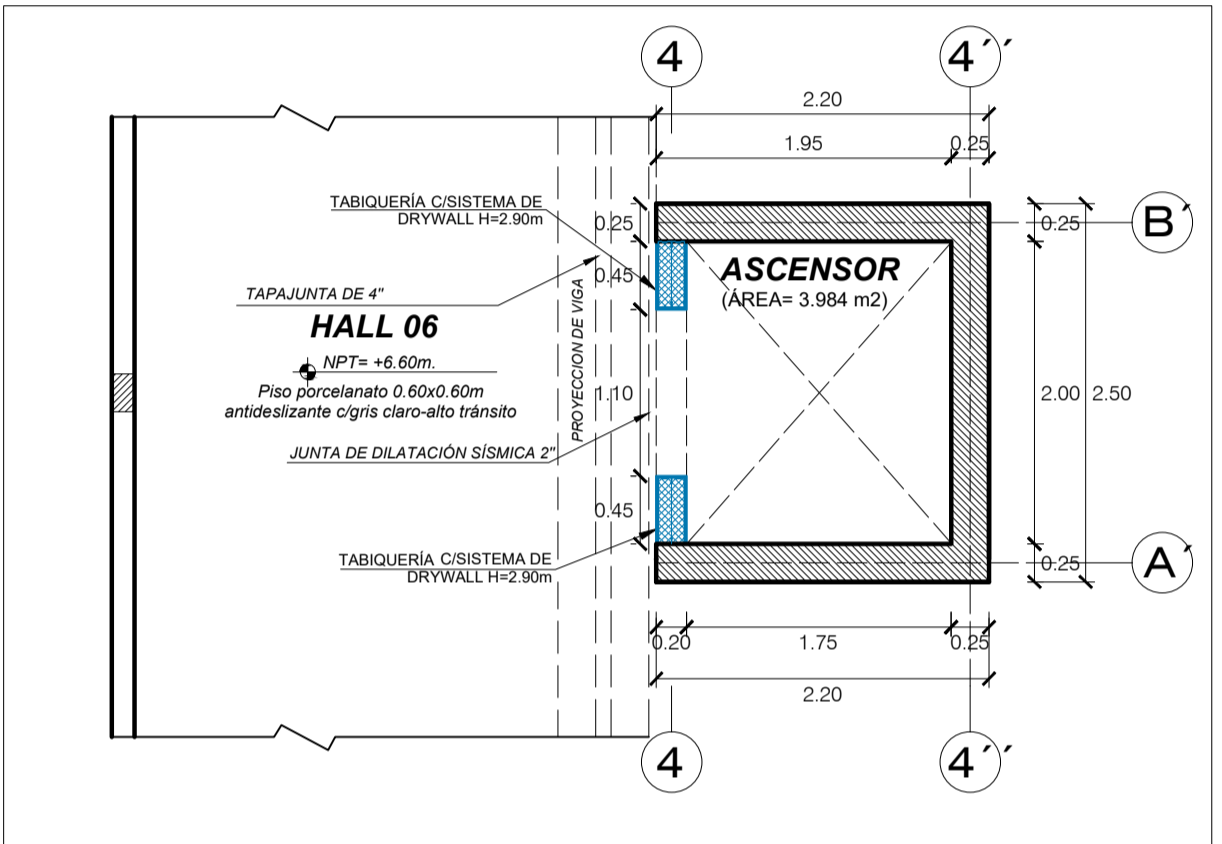 4
4´´
2.20
1.95
0.25
TABIQUERÍA C/SISTEMA DE
DRYWALL H=2.90m
0.25
0.25
B´
0.45
ASCENSOR
(ÁREA= 3.984 m2)
TAPAJUNTA DE 4"
HALL 06
NPT= +6.60m.
Piso porcelanato 0.60x0.60m
antideslizante c/gris claro-alto tránsito
PROYECCION DE VIGA
1.10
2.00
2.50
JUNTA DE DILATACIÓN SÍSMICA 2"
0.45
TABIQUERÍA C/SISTEMA DE
DRYWALL H=2.90m
0.25
A´
0.20
1.75
0.25
2.20
4
4´´